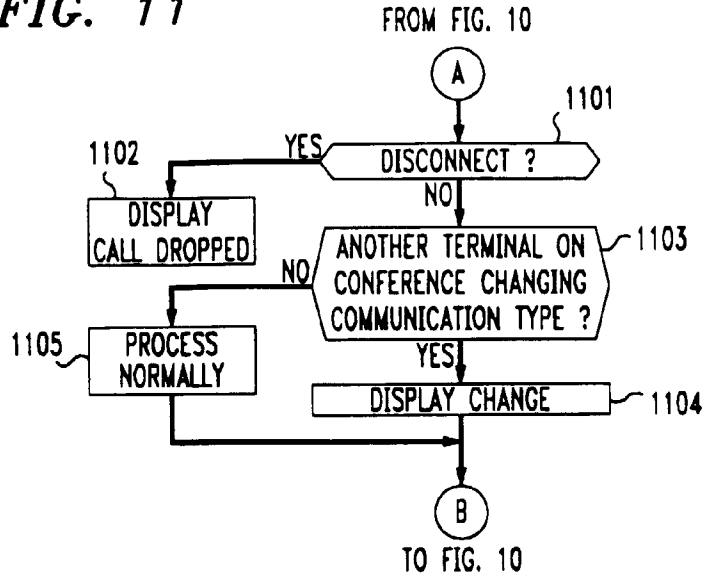 FIG. 11
FROM FIG. 10
A
1101
DISCONNECT ?
YES
1102
NO
DISPLAY
CALL DROPPED
ANOTHER TERMINAL ON
CONFERENCE CHANGING
COMMUNICATION TYPE ?
1103
NO
1105
PROCESS
NORMALLY
YES
DISPLAY CHANGE
1104
B
TO FIG. 10